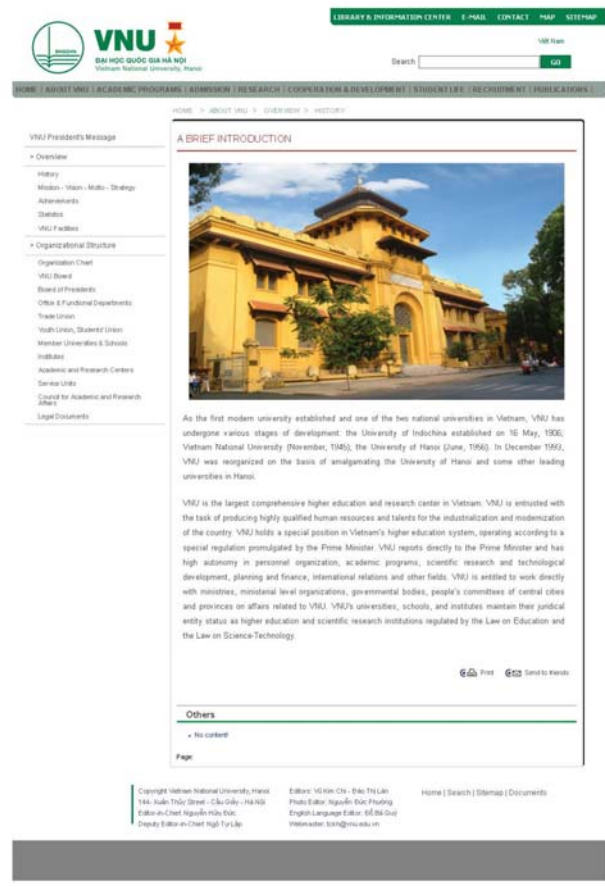 LIBRARY & INFORMATION CENTER E-MAIL CONTACT MAP SITEMAP
VNU
ĐẠI HỌC QUỐC GIA HÀ NỘI
Vietnam National University, Hanoi
Việt Nam
Search GO
HOME | ABOUT VNU | ACADEMIC PROGRAMS | ADMISSION | RESEARCH | COOPERATION & DEVELOPMENT | STUDENT LIFE | RECRUITMENT | PUBLICATIONS |
HOME > ABOUT VNU > OVERVIEW > HISTORY
VNU President's Message
> Overview
History
Mission - Vision - Motto - Strategy
Achievements
Statistics
VNU Facilities
> Organizational Structure
Organization Chart
VNU Board
Board of Presidents
Office & Functional Departments
Trade Union
Youth Union, Students' Union
Member Universities & Schools
Institutes
Academic and Research Centers
Service Units
Council for Academic and Research
Affairs
Legal Documents
A BRIEF INTRODUCTION
As the first modern university established and one of the two national universities in Vietnam, VNU has
undergone various stages of development: the University of Indochina established on 16 May, 1906;
Vietnam National University (November, 1945); the University of Hanoi (June, 1956). In December 1993,
VNU was reorganized on the basis of amalgamating the University of Hanoi and some other leading
universities in Hanoi.
VNU is the largest comprehensive higher education and research center in Vietnam. VNU is entrusted with
the task of producing highly qualified human resources and talents for the industrialization and modernization
of the country. VNU holds a special position in Vietnam's higher education system, operating according to a
special regulation promulgated by the Prime Minister. VNU reports directly to the Prime Minister and has
high autonomy in personnel organization, academic programs, scientific research and technological
development, planning and finance, international relations and other fields. VNU is entitled to work directly
with ministries, ministerial level organizations, governmental bodies, people's committees of central cities
and provinces on affairs related to VNU. VNU's universities, schools, and institutes maintain their juridical
entity status as higher education and scientific research institutions regulated by the Law on Education and
the Law on Science-Technology.
Print Send to friends
Others
No content!
Page:
Copyright Vietnam National University, Hanoi
144- Xuân Thủy Street - Cầu Giấy - Hà Nội
Editor-in-Chief: Nguyễn Hữu Đức
Deputy Editor-in-Chief: Ngô Tự Lập
Editors: Vũ Kim Chi - Đào Thị Lan
Photo Editor: Nguyễn Đức Phường
English Language Editor: Đỗ Bá Quý
Webmaster: tckh@vnu.edu.vn
Home | Search | Sitemap | Documents